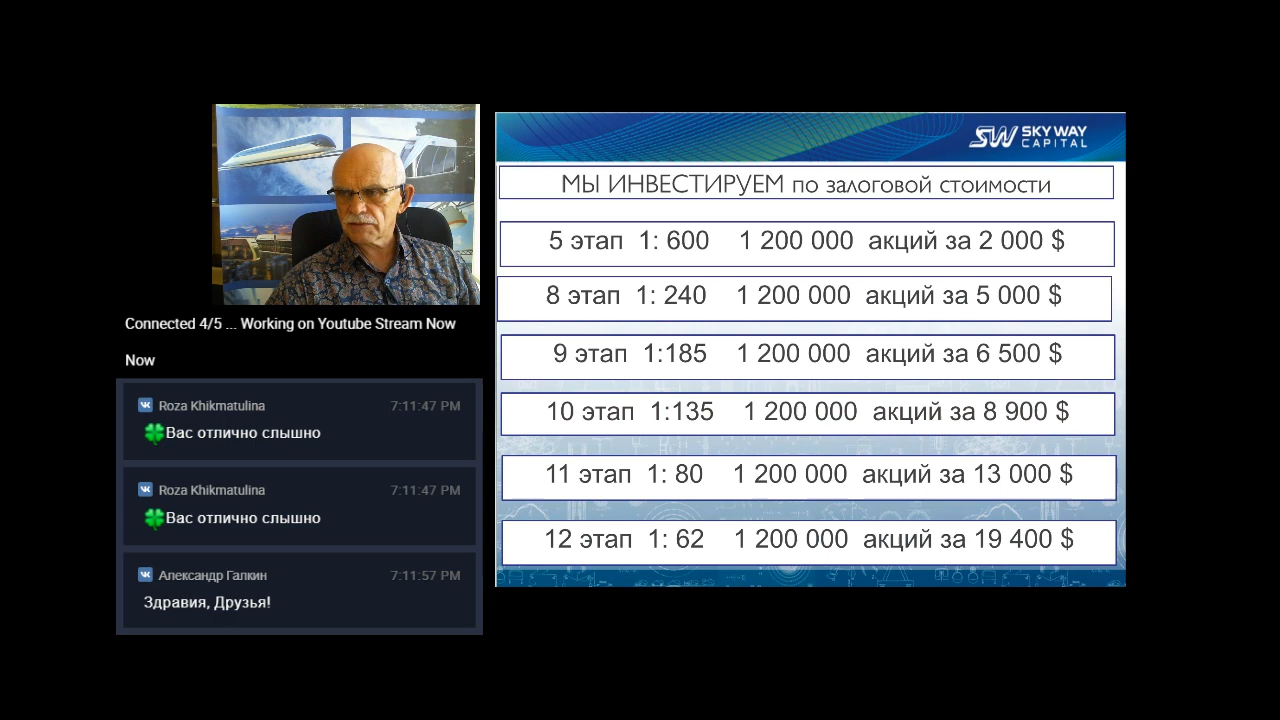 SW SKY WAY
CAPITAL
МЫ ИНВЕСТИРУЕМ по залоговой стоимости
5 этап 1: 600 1 200 000 акций за 2 000 $
8 этап 1: 240 1 200 000 акций за 5 000 $
9 этап 1:185 1 200 000 акций за 6 500 $
10 этап 1:135 1 200 000 акций за 8 900 $
11 этап 1: 80 1 200 000 акций за 13 000 $
12 этап 1: 62 1 200 000 акций за 19 400 $
Connected 4/5 ... Working on Youtube Stream Now
Now
Roza Khikmatulina 7:11:47 PM
🍀Вас отлично слышно
Roza Khikmatulina 7:11:47 PM
🍀Вас отлично слышно
Александр Галкин 7:11:57 PM
Здравия, Друзья!